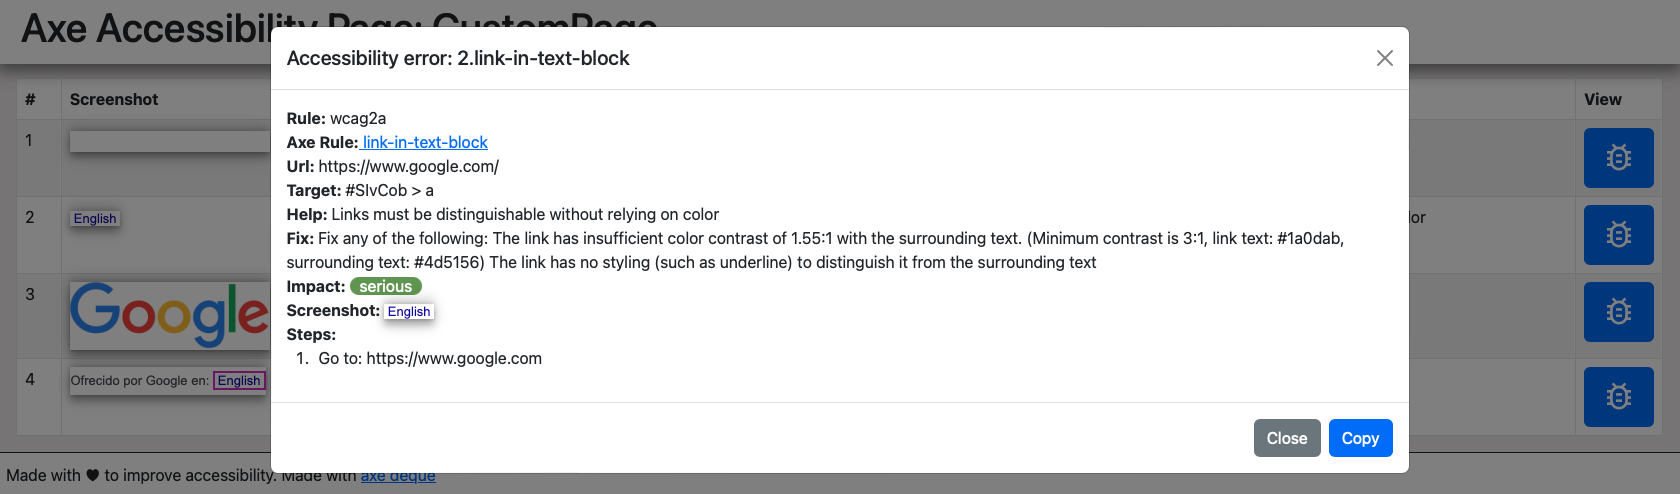 Axe Accessibility Page: CustomPage
Accessibility error: 2.link-in-text-block
# Screenshot View
1
2 English lor
3 Google
4 Ofrecido por Google en: English
Rule: wcag2a
Axe Rule: link-in-text-block
Url: https://www.google.com/
Target: #SIvCob > a
Help: Links must be distinguishable without relying on color
Fix: Fix any of the following: The link has insufficient color contrast of 1.55:1 with the surrounding text. (Minimum contrast is 3:1, link text: #1a0dab,
surrounding text: #4d5156) The link has no styling (such as underline) to distinguish it from the surrounding text
Impact: serious
Screenshot: English
Steps:
1. Go to: https://www.google.com
Close Copy
Made with ♥ to improve accessibility. Made with axe deque